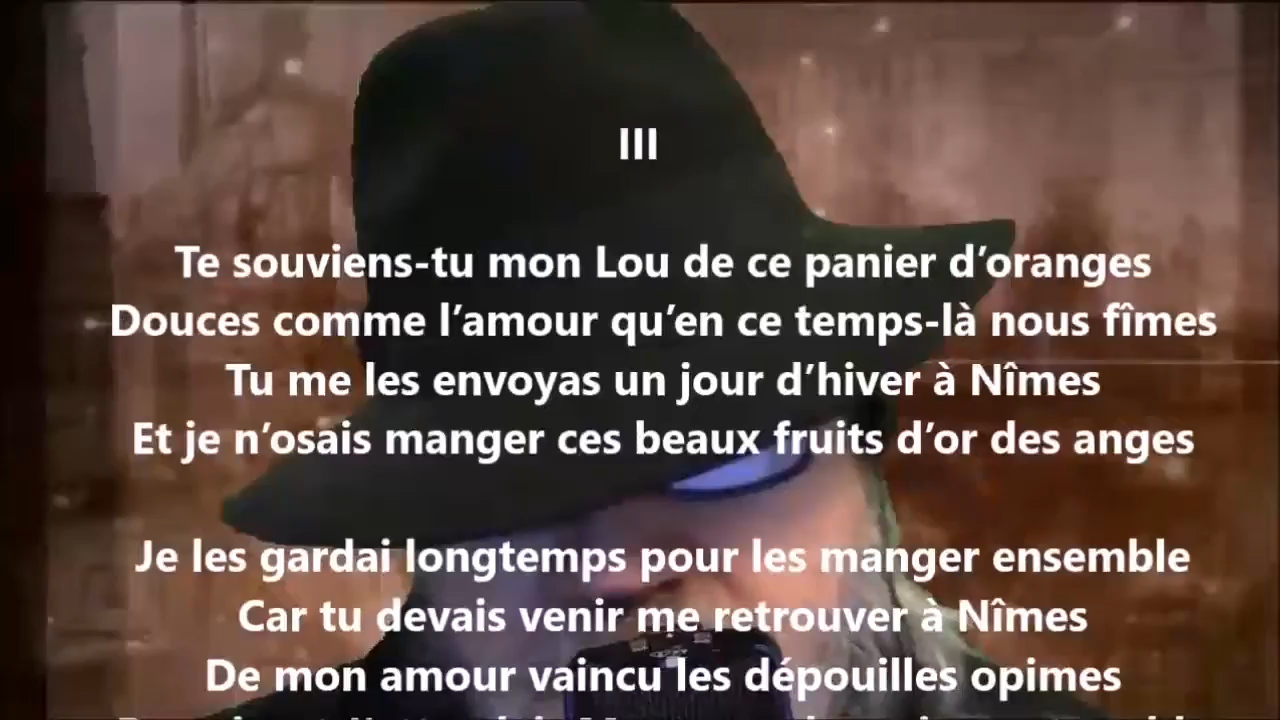 III
Te souviens-tu mon Lou de ce panier d’oranges
Douces comme l’amour qu’en ce temps-là nous fîmes
Tu me les envoyas un jour d’hiver à Nîmes
Et je n’osais manger ces beaux fruits d’or des anges
Je les gardai longtemps pour les manger ensemble
Car tu devais venir me retrouver à Nîmes
De mon amour vaincu les dépouilles opimes